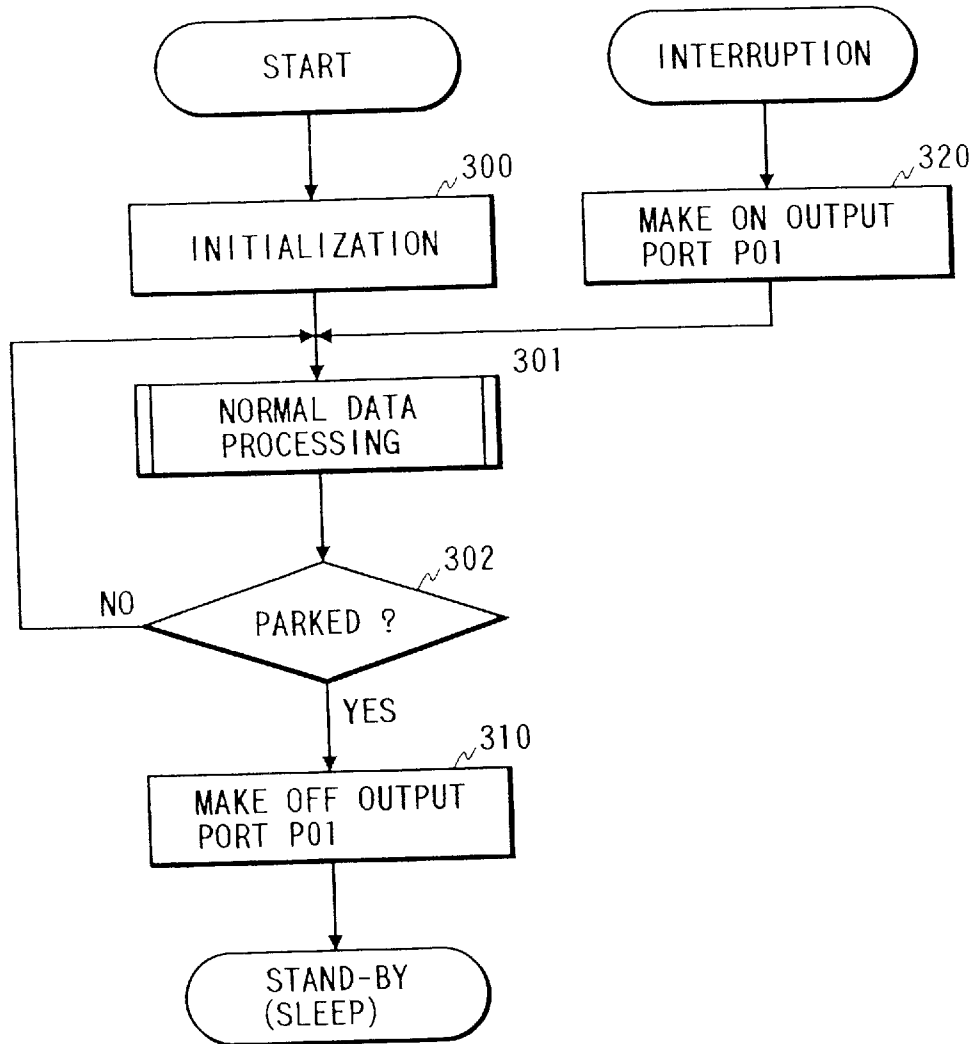 START
INTERRUPTION
300
INITIALIZATION
320
MAKE ON OUTPUT
PORT P01
301
NORMAL DATA
PROCESSING
302
PARKED ?
NO
YES
310
MAKE OFF OUTPUT
PORT P01
STAND-BY
(SLEEP)